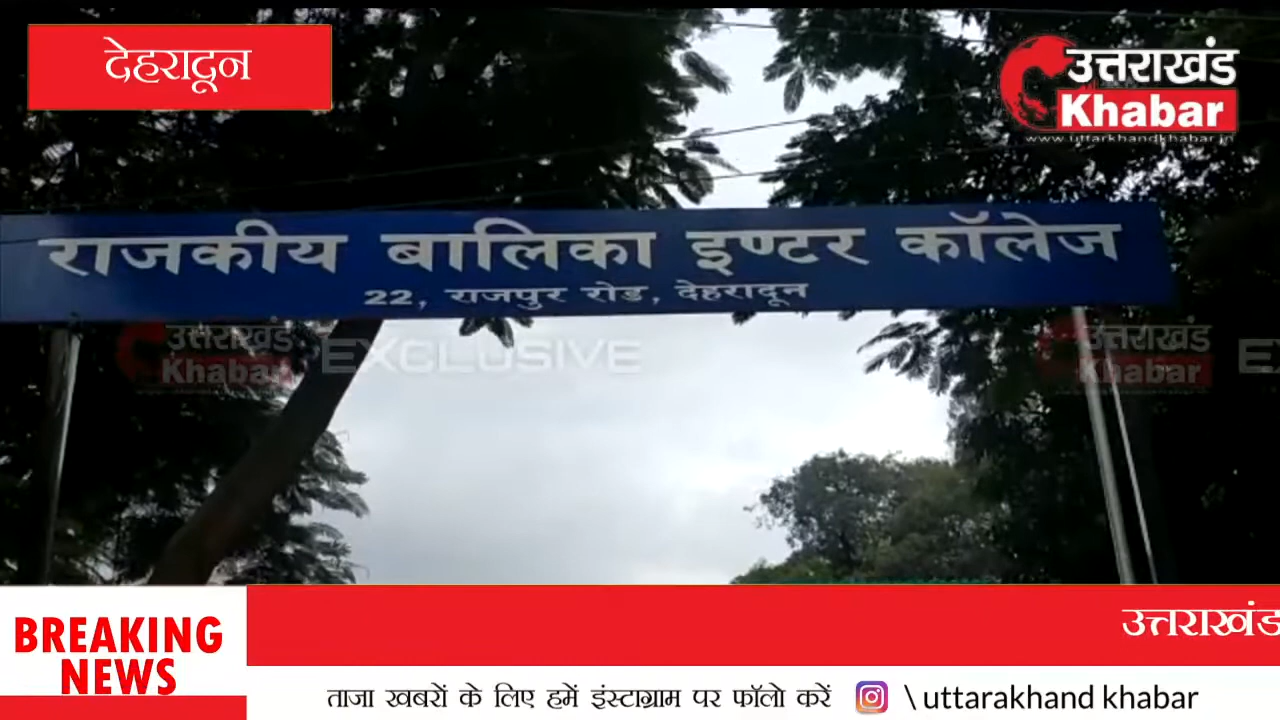 देहरादून
उत्तराखंड
Khabar
www.uttarakhandkhabar.in
राजकीय बालिका इण्टर कॉलेज
22, राजपुर रोड, देहरादून
उत्तराखंड
Khabar
EXCLUSIVE
उत्तराखंड
Khabar
EX
BREAKING
NEWS
उत्तराखंड
ताजा खबरों के लिए हमें इंस्टाग्राम पर फॉलो करें \ uttarakhand khabar